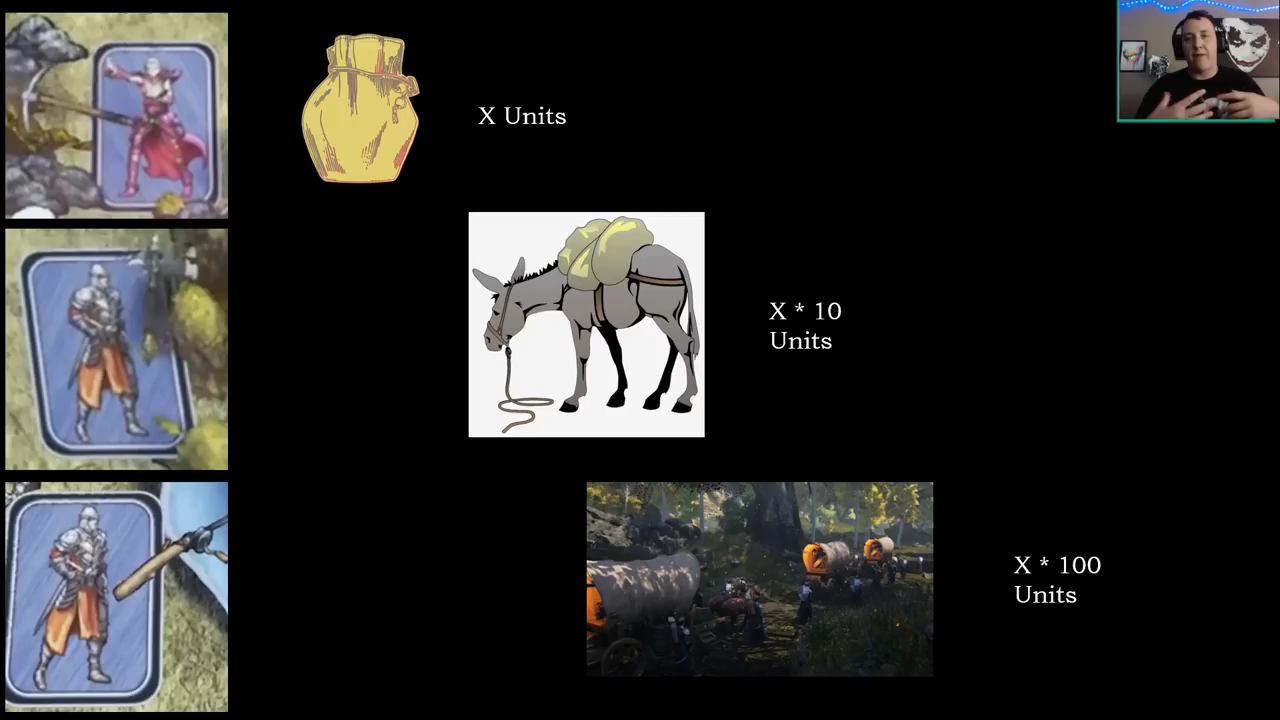 X Units
X * 10
Units
X * 100
Units